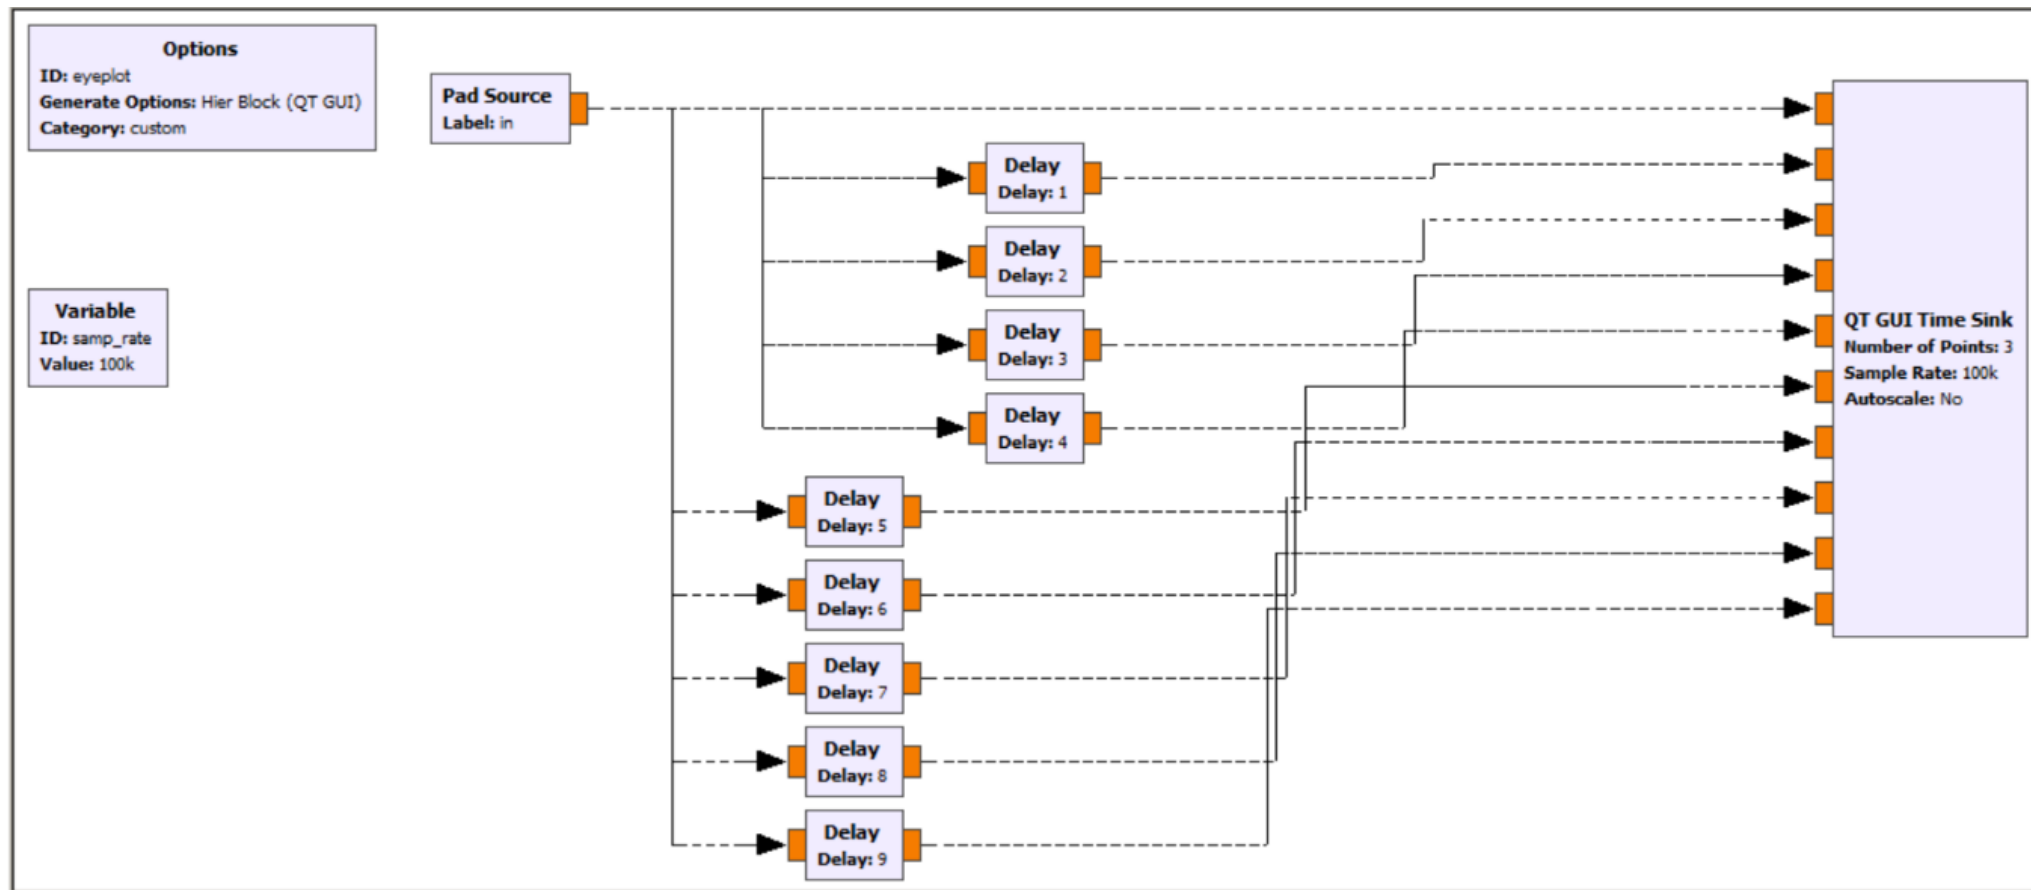 Options
ID: eyeplot
Generate Options: Hier Block (QT GUI)
Category: custom
Pad Source
Label: in
Variable
ID: samp_rate
Value: 100k
Delay
Delay: 1
Delay
Delay: 2
Delay
Delay: 3
Delay
Delay: 4
Delay
Delay: 5
Delay
Delay: 6
Delay
Delay: 7
Delay
Delay: 8
Delay
Delay: 9
QT GUI Time Sink
Number of Points: 3
Sample Rate: 100k
Autoscale: No